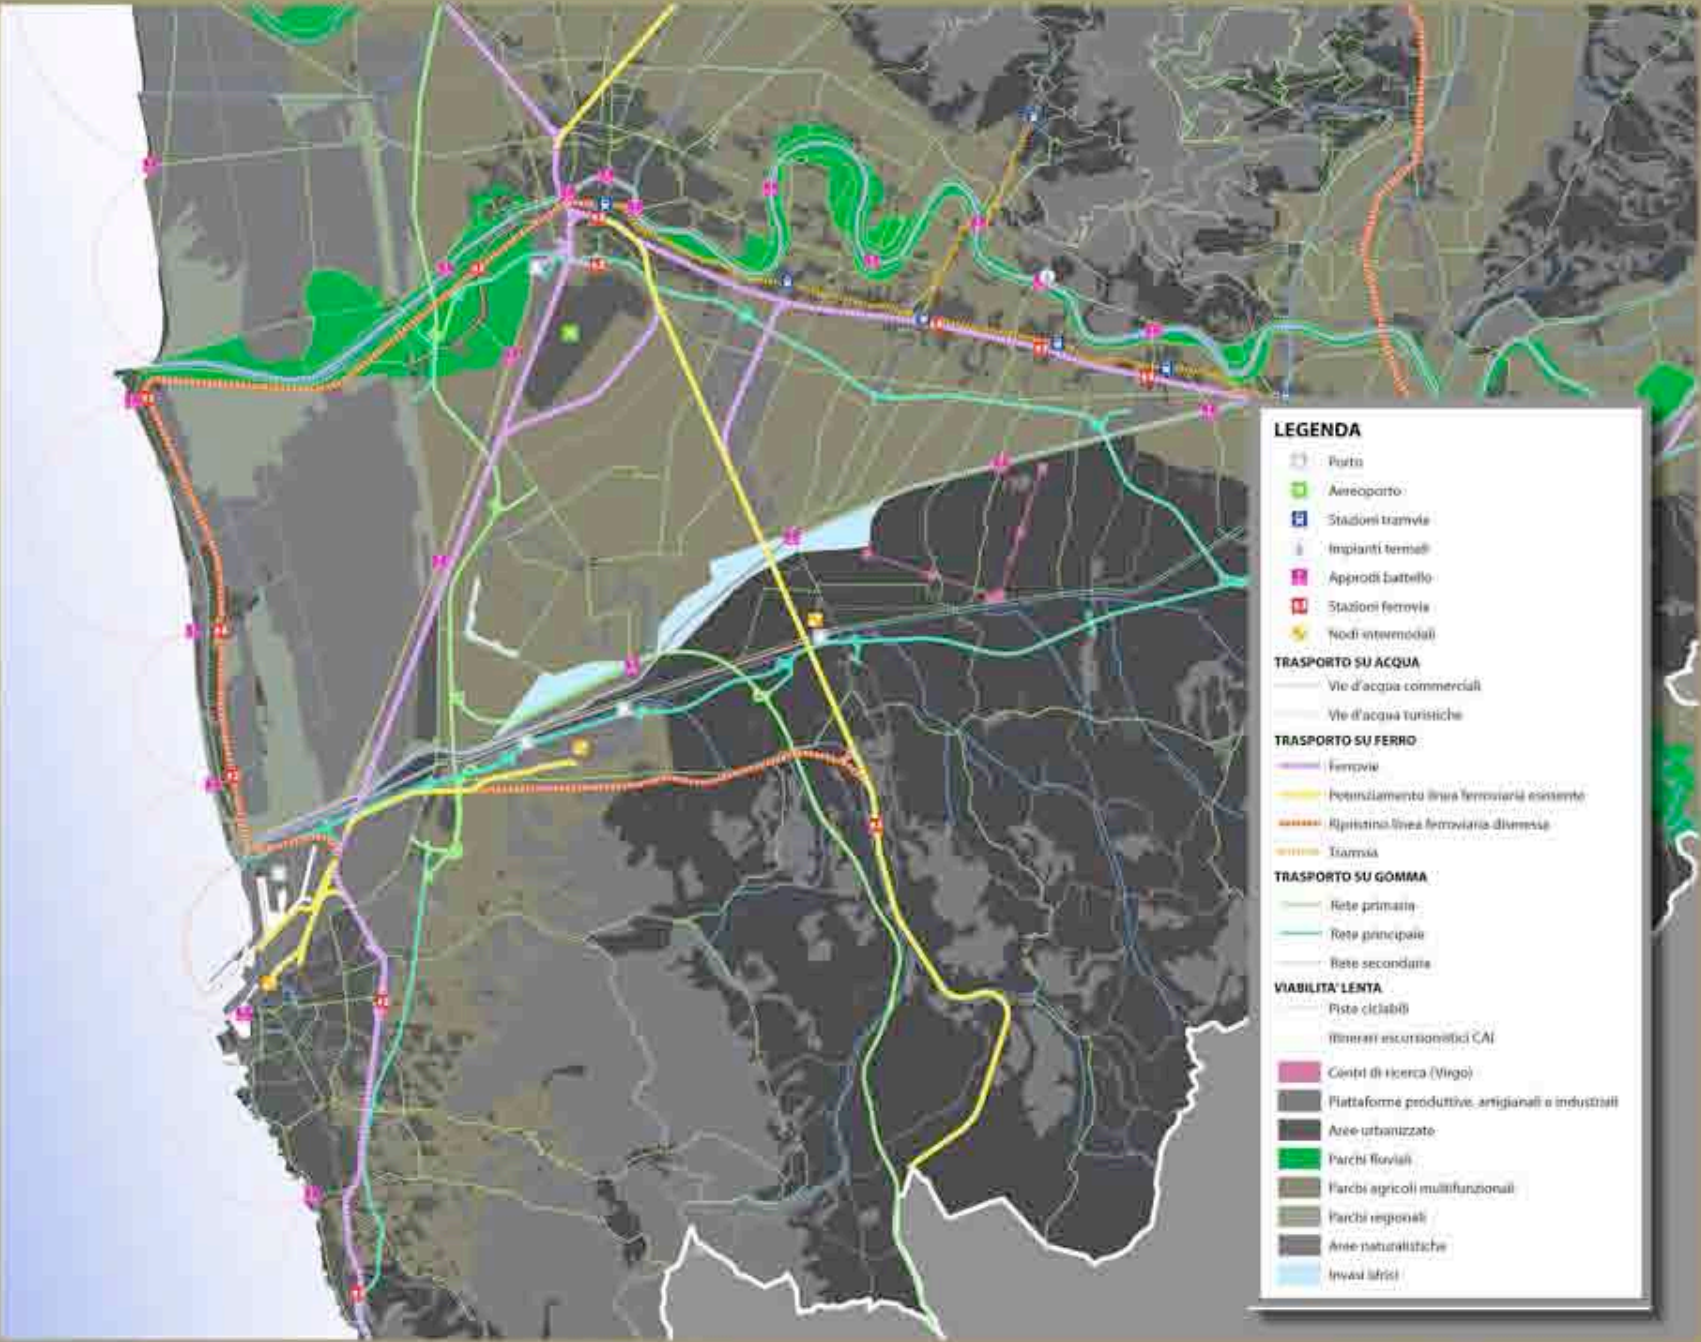 LEGENDA
Porto
Aereoporto
Stazioni tramvie
Impianti termali
Approdi battello
Stazioni ferrovia
Nodi intermodali
TRASPORTO SU ACQUA
Vie d'acqua commerciali
Vie d'acqua turistiche
TRASPORTO SU FERRO
Ferrovie
Potenziamento linea ferroviaria esistente
Ripristino linea ferroviaria dismessa
Tramvia
TRASPORTO SU GOMMA
Rete primaria
Rete principale
Rete secondaria
VIABILITA' LENTA
Piste ciclabili
Itinerari escursionistici CAI
Centri di ricerca (Virgo)
Piattaforme produttive, artigianali o industriali
Aree urbanizzate
Parchi fluviali
Parchi agricoli multifunzionali
Parchi regionali
Aree naturalistiche
Invasi idrici